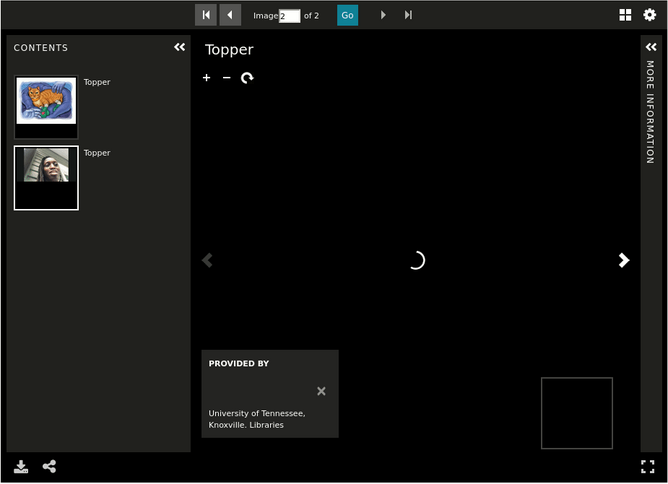 Image 2 of 2 Go
CONTENTS
Topper
Topper
Topper
MORE INFORMATION
PROVIDED BY
University of Tennessee,
Knoxville. Libraries